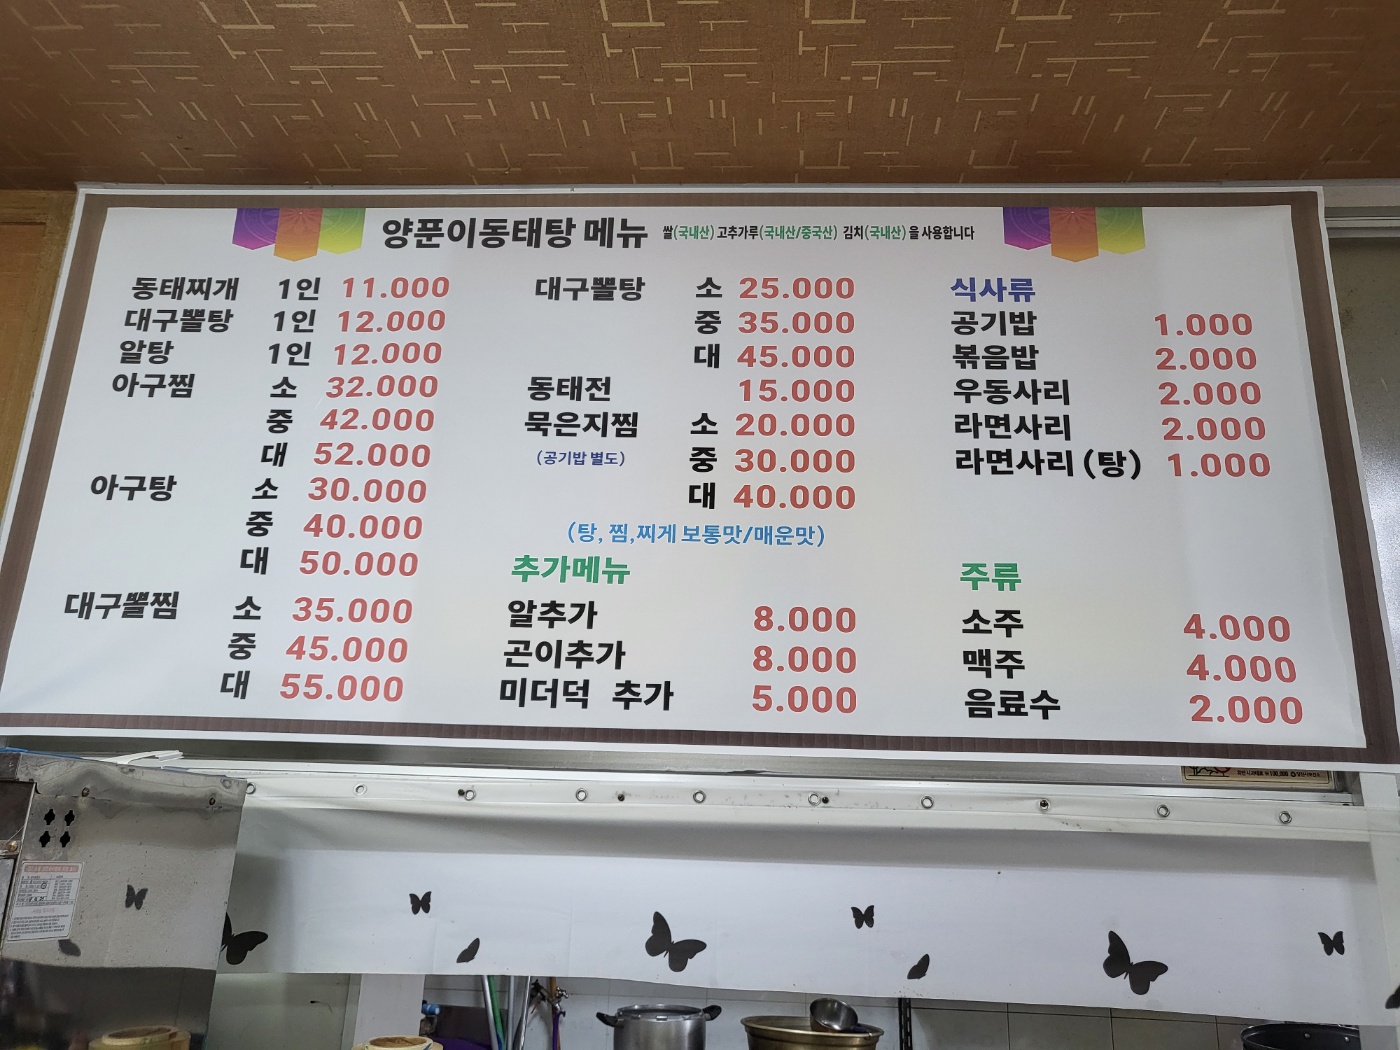 양푼이동태탕 메뉴 쌀(국내산) 고추가루(국내산/중국산) 김치(국내산)을 사용합니다
동태찌개 1인 11.000
대구뽈탕 1인 12.000
알탕 1인 12.000
아구찜 소 32.000
중 42.000
대 52.000
아구탕 소 30.000
중 40.000
대 50.000
대구뽈찜 소 35.000
중 45.000
대 55.000
대구뽈탕 소 25.000
중 35.000
대 45.000
동태전 15.000
묵은지찜 소 20.000
(공기밥 별도) 중 30.000
대 40.000
(탕, 찜,찌게 보통맛/매운맛)
추가메뉴
알추가 8.000
곤이추가 8.000
미더덕 추가 5.000
식사류
공기밥 1.000
볶음밥 2.000
우동사리 2.000
라면사리 2.000
라면사리 (탕) 1.000
주류
소주 4.000
맥주 4.000
음료수 2.000